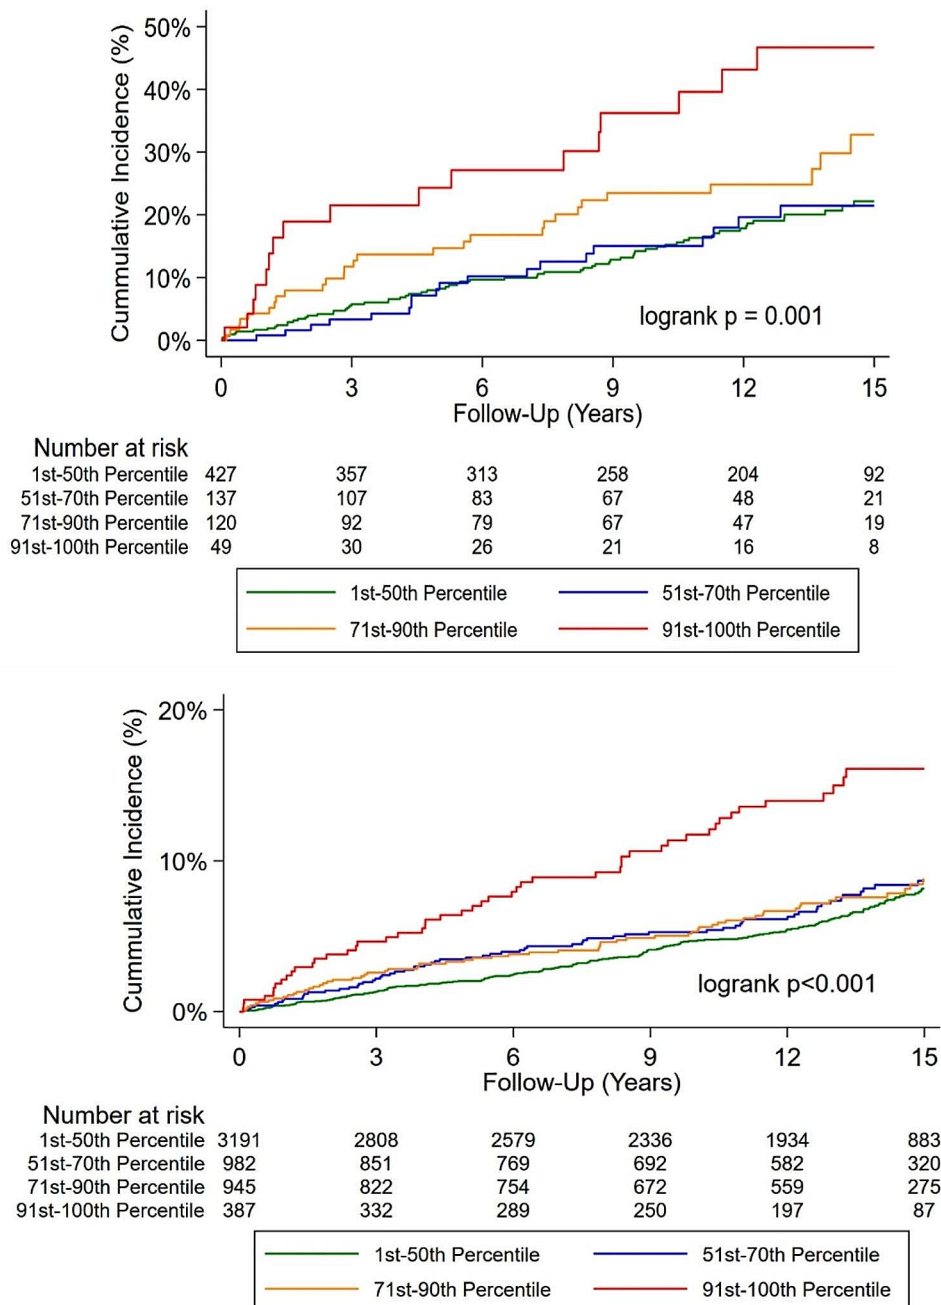 50%
40%
30%
20%
10%
0%
Cummulative Incidence (%)
logrank p = 0.001
0 3 6 9 12 15
Follow-Up (Years)
Number at risk
1st-50th Percentile 427 357 313 258 204 92
51st-70th Percentile 137 107 83 67 48 21
71st-90th Percentile 120 92 79 67 47 19
91st-100th Percentile 49 30 26 21 16 8
1st-50th Percentile 51st-70th Percentile
71st-90th Percentile 91st-100th Percentile
20%
10%
0%
Cummulative Incidence (%)
logrank p<0.001
0 3 6 9 12 15
Follow-Up (Years)
Number at risk
1st-50th Percentile 3191 2808 2579 2336 1934 883
51st-70th Percentile 982 851 769 692 582 320
71st-90th Percentile 945 822 754 672 559 275
91st-100th Percentile 387 332 289 250 197 87
1st-50th Percentile 51st-70th Percentile
71st-90th Percentile 91st-100th Percentile